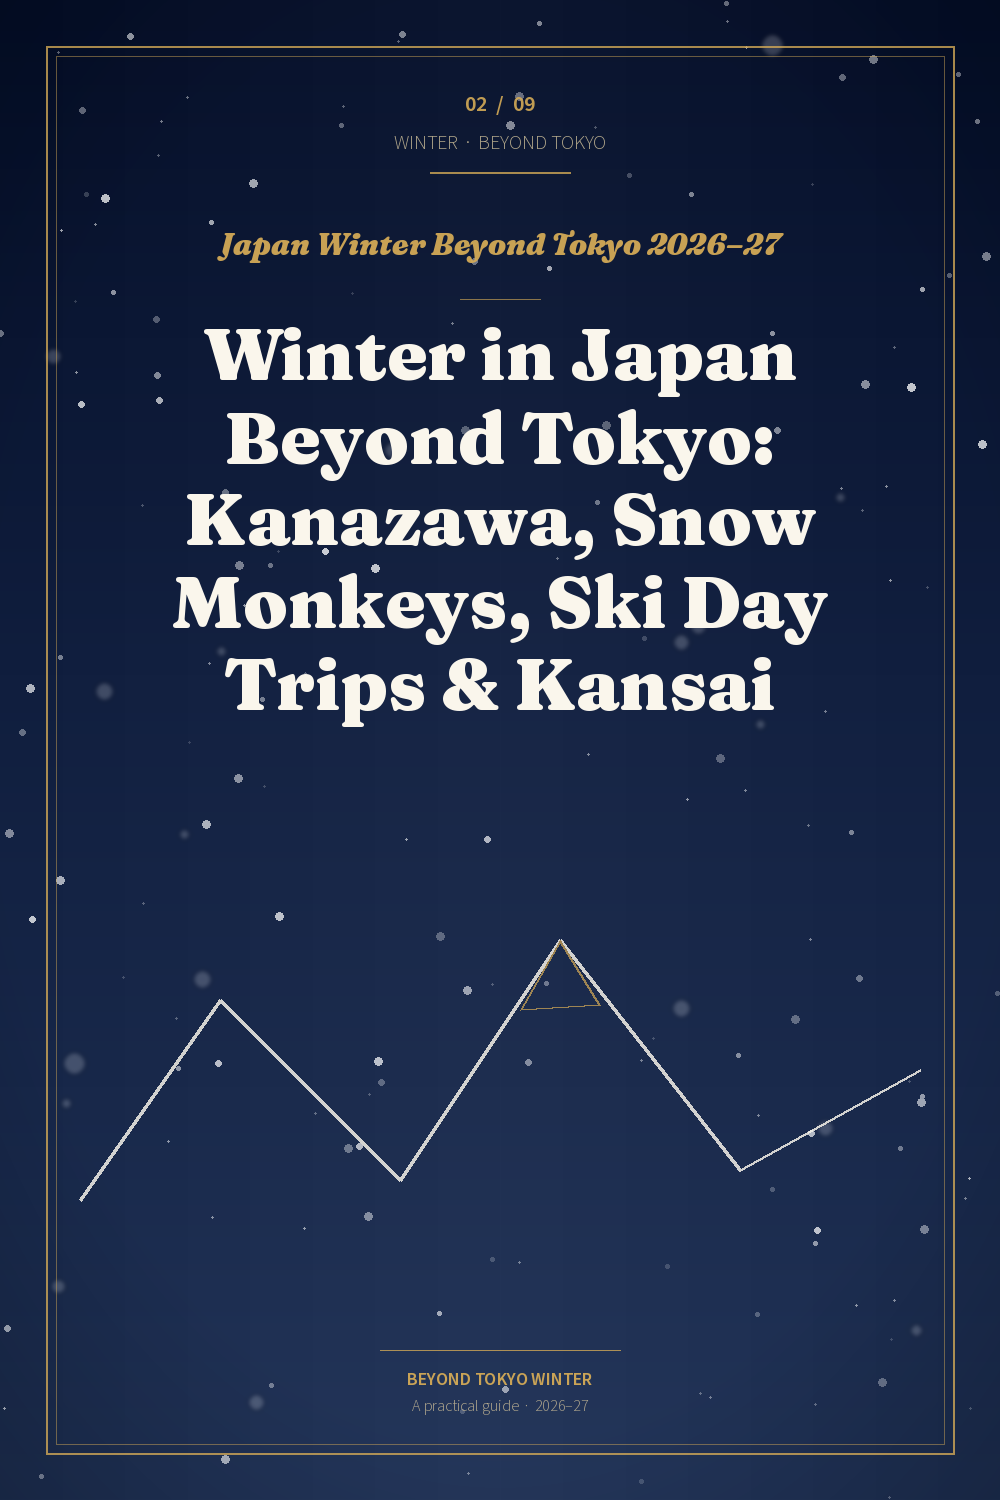 02 / 09
WINTER · BEYOND TOKYO
Japan Winter Beyond Tokyo 2026–27
Winter in Japan
Beyond Tokyo:
Kanazawa, Snow
Monkeys, Ski Day
Trips & Kansai
BEYOND TOKYO WINTER
A practical guide · 2026–27